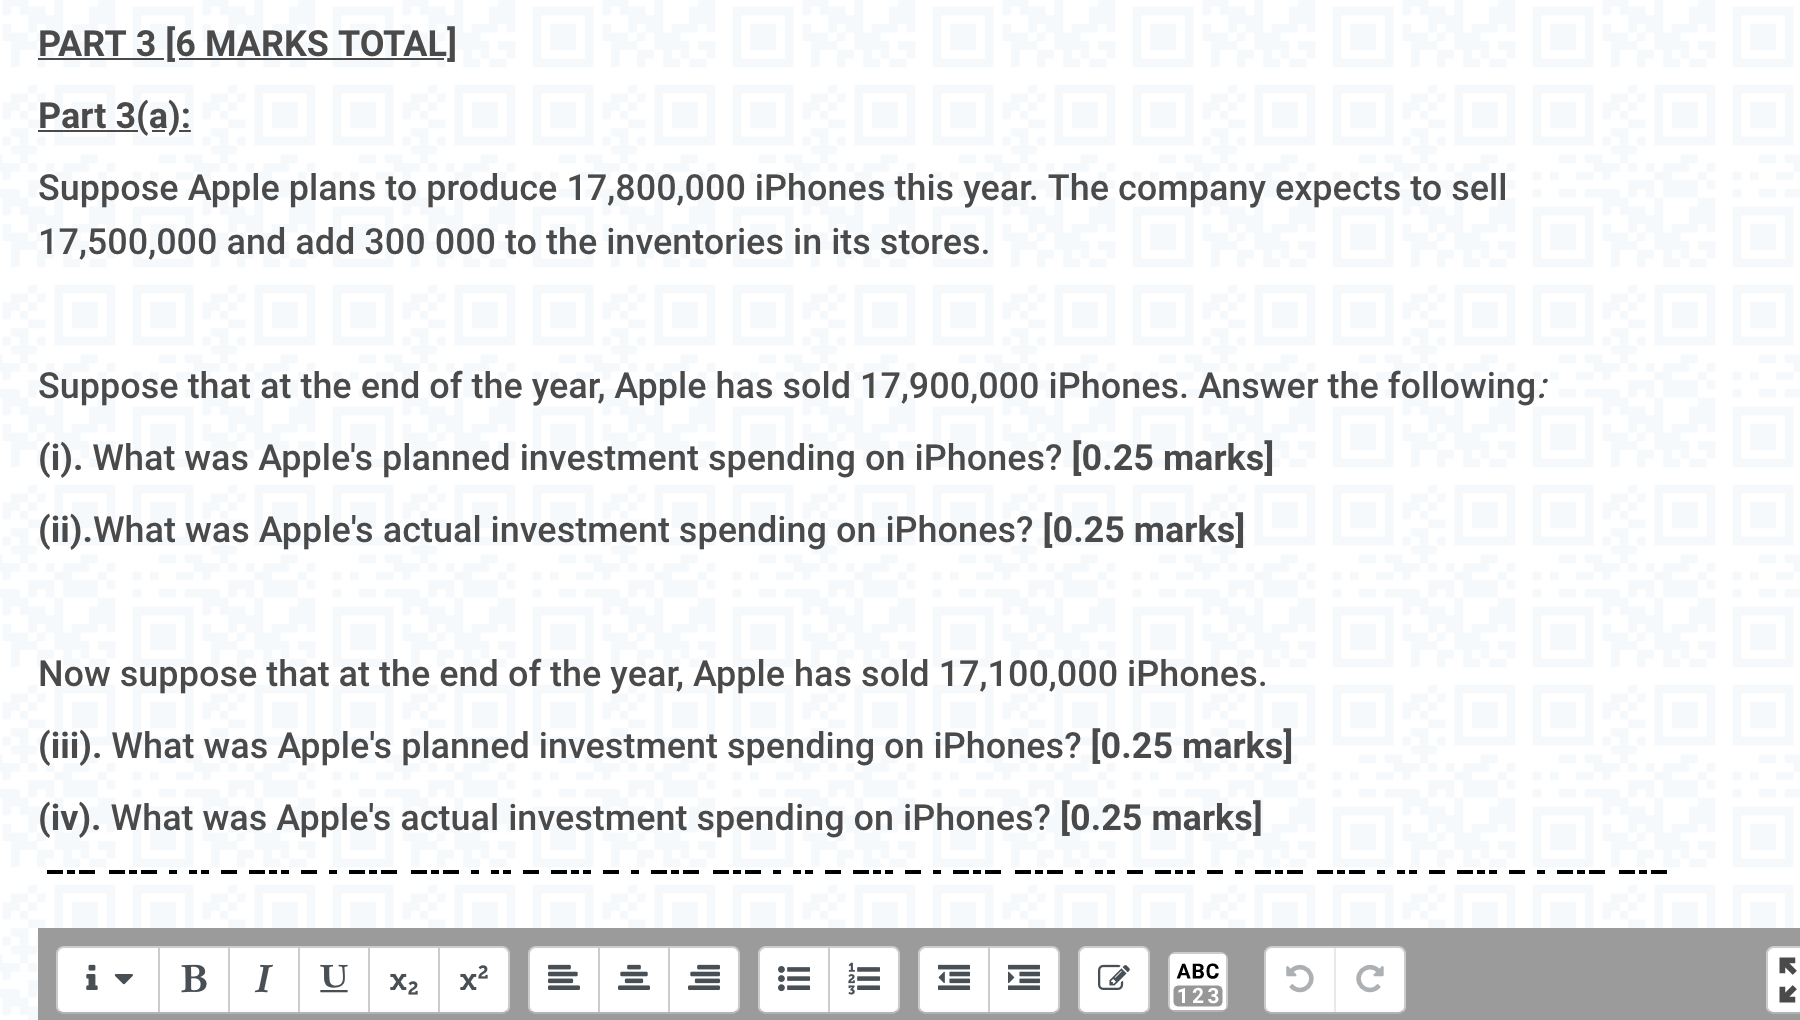 PART 3 [6 MARKS TOTAL]
Part 3(a):
Suppose Apple plans to produce 17,800,000 iPhones this year. The company expects to sell
17,500,000 and add 300 000 to the inventories in its stores.
Suppose that at the end of the year, Apple has sold 17,900,000 iPhones. Answer the following:
(i). What was Apple's planned investment spending on iPhones? [0.25 marks]
(ii).What was Apple's actual investment spending on iPhones? [0.25 marks]
Now suppose that at the end of the year, Apple has sold 17,100,000 iPhones.
(iii). What was Apple's planned investment spending on iPhones? [0.25 marks]
(iv). What was Apple's actual investment spending on iPhones? [0.25 marks]
i B I U x₂ x² ABC
123